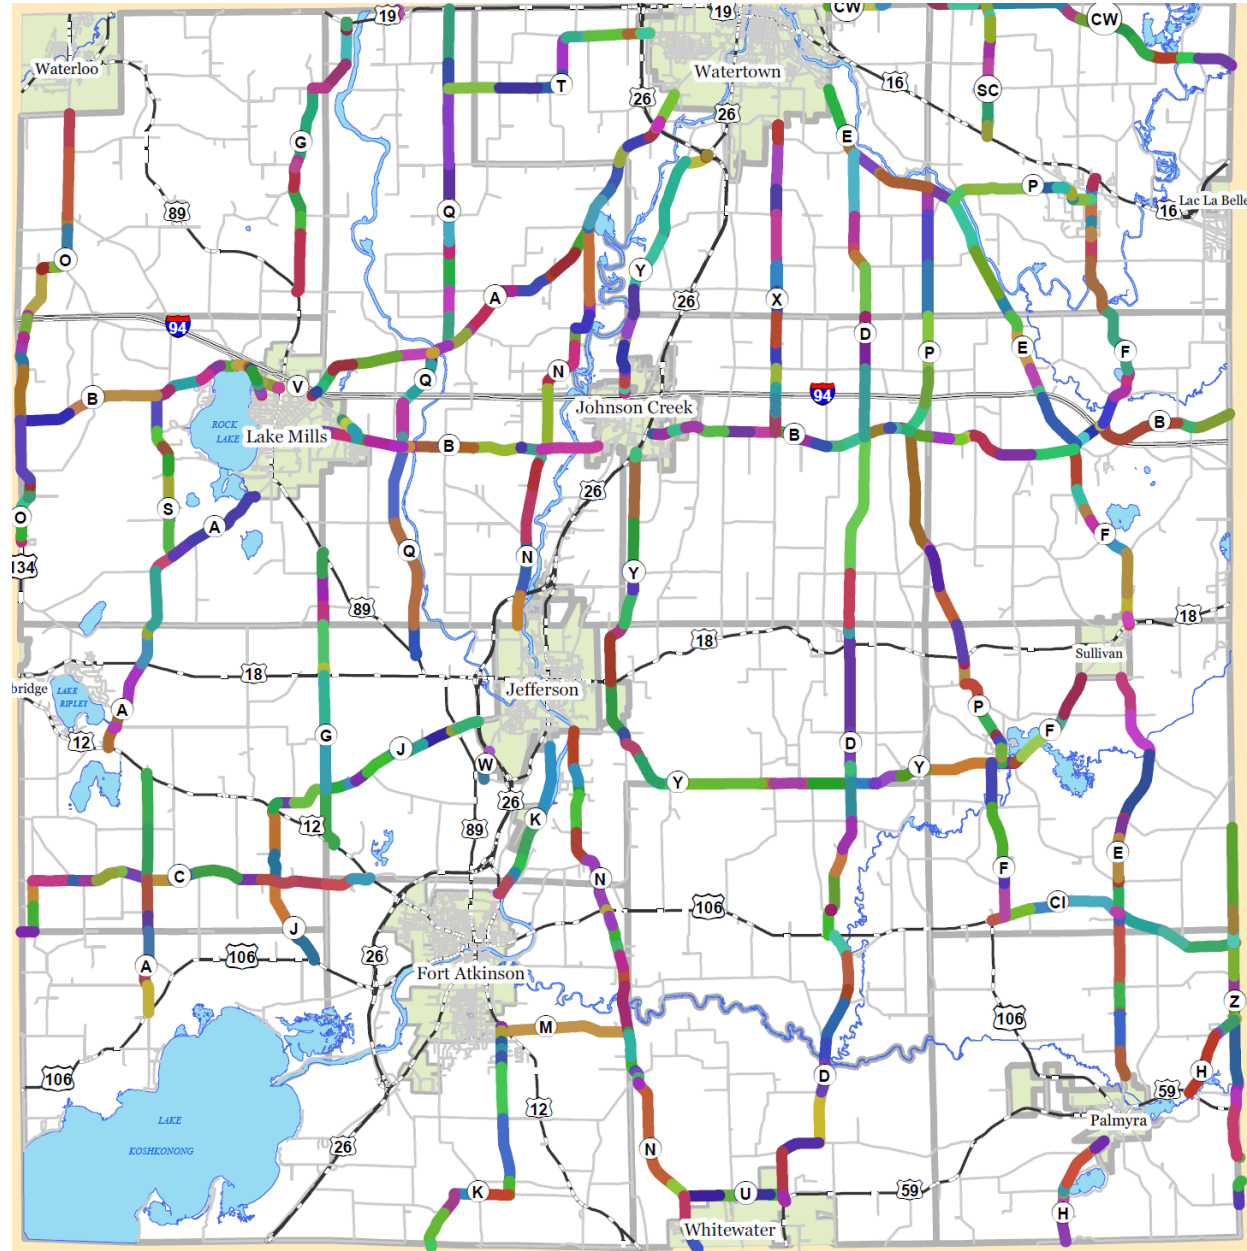 CW
19
19
CW
Waterloo
Watertown
T
16
26
SC
26
E
G
P
16
Lac La Belle
89
Q
O
Y
A
X
26
94
D
E
P
F
N
Q
V
94
B
Johnson Creek
B
ROCK
LAKE
Lake Mills
B
B
26
S
O
A
F
Q
N
134
Y
89
18
18
Sullivan
18
bridge
LAKE
RIPLEY
Jefferson
A
P
F
G
12
J
D
W
Y
Y
26
K
12
89
E
F
C
N
CI
106
J
106
26
A
Fort Atkinson
Z
106
M
H
106
D
59
12
LAKE
Palmyra
26
N
KOSHKONONG
59
K
U
H
Whitewater